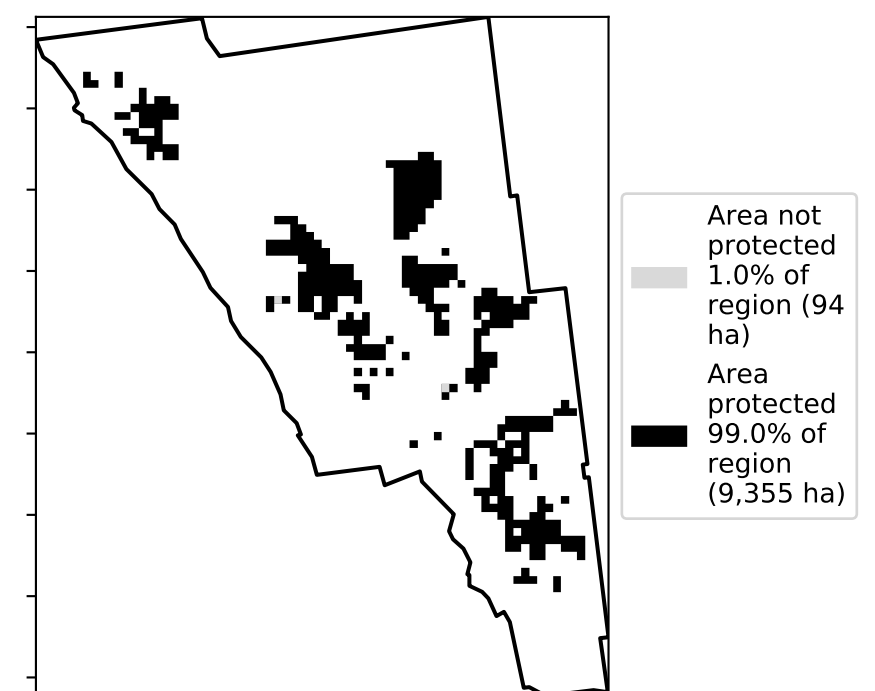 Area not
protected
1.0% of
region (94
ha)
Area
protected
99.0% of
region
(9,355 ha)